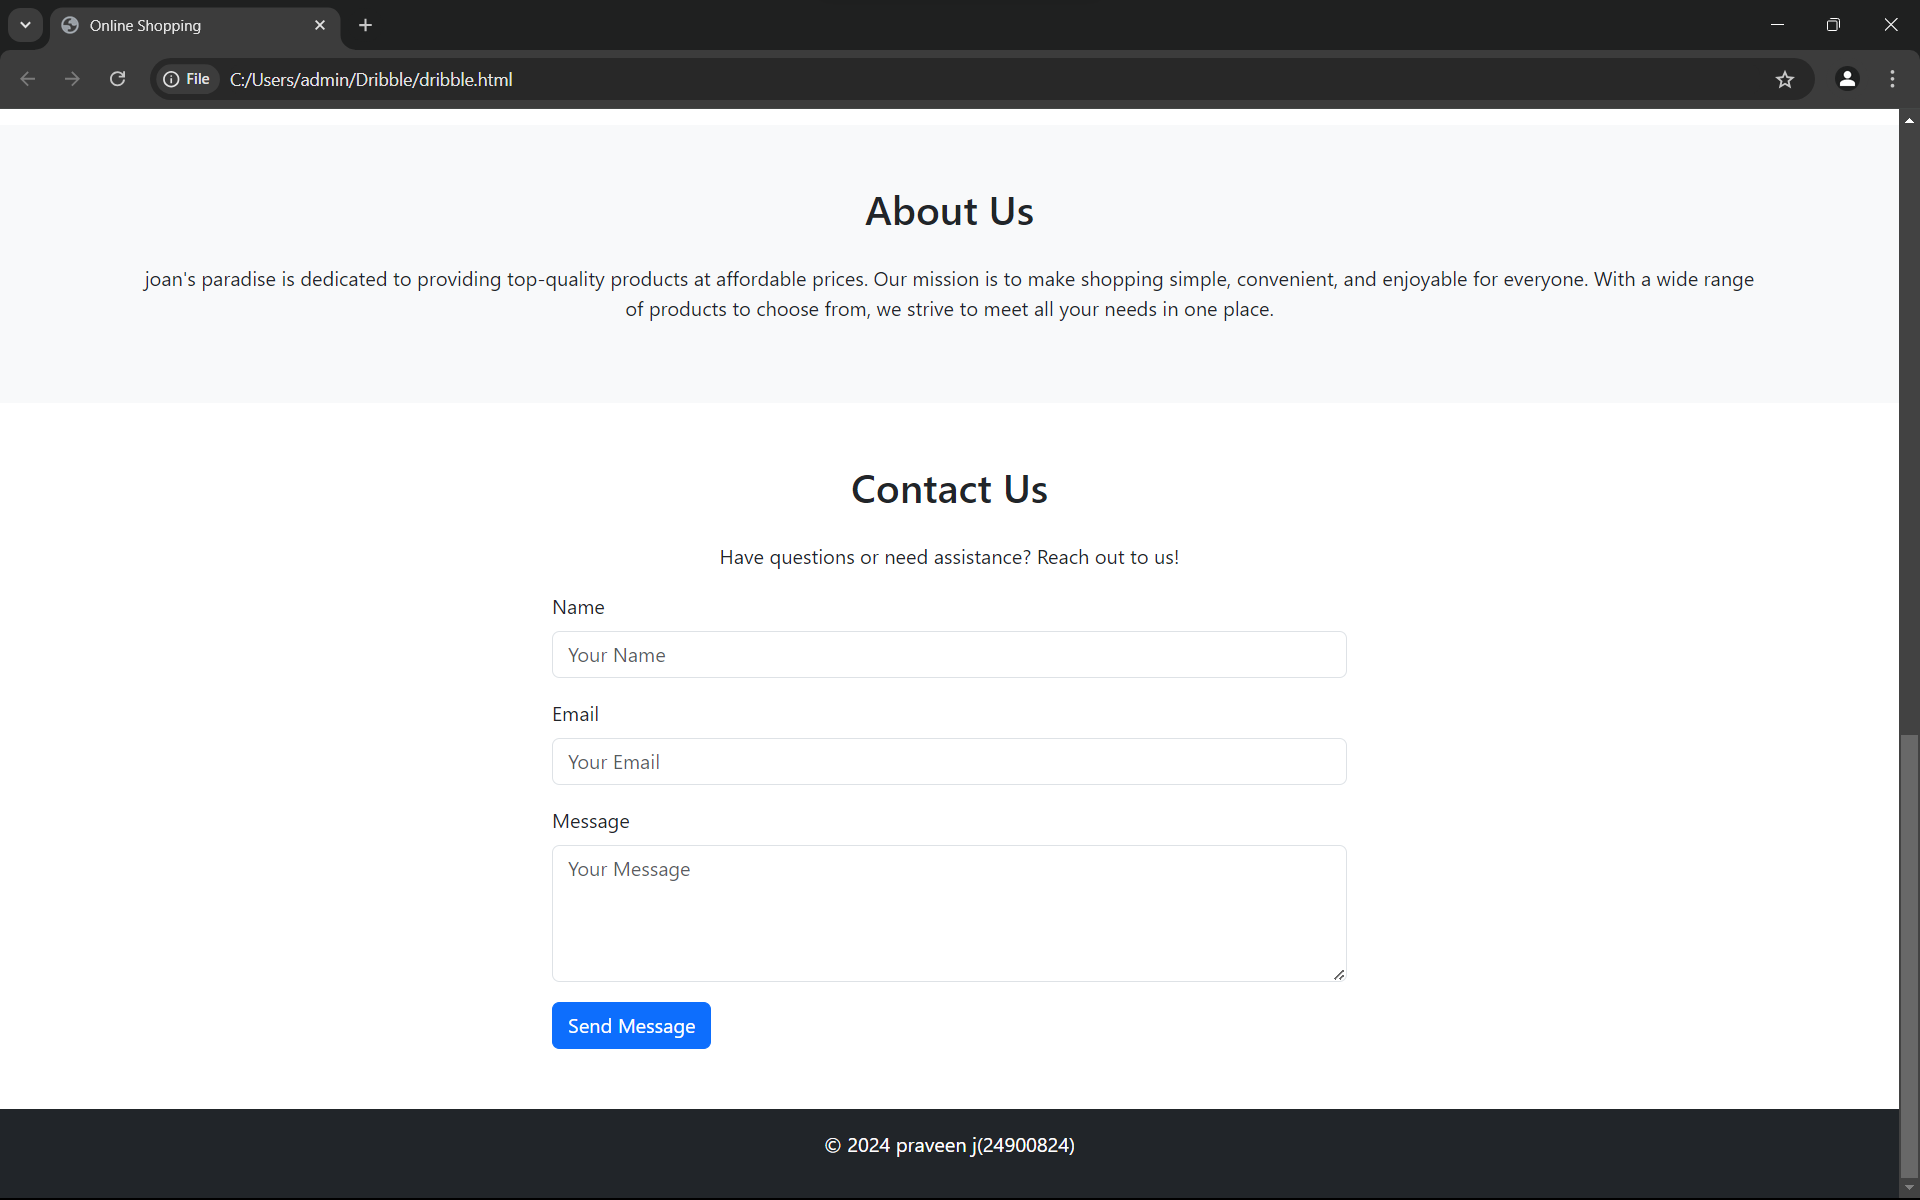 Online Shopping
File
C:/Users/admin/Dribble/dribble.html
About Us
joan's paradise is dedicated to providing top-quality products at affordable prices. Our mission is to make shopping simple, convenient, and enjoyable for everyone. With a wide range
of products to choose from, we strive to meet all your needs in one place.
Contact Us
Have questions or need assistance? Reach out to us!
Name
Your Name
Email
Your Email
Message
Your Message
Send Message
© 2024 praveen j(24900824)